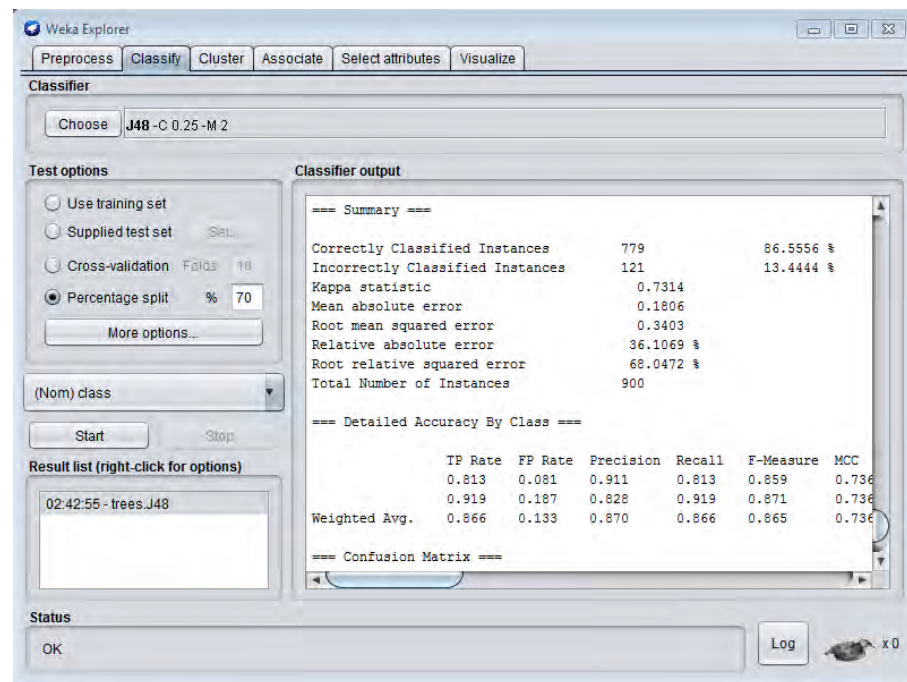 Weka Explorer
Preprocess Classify Cluster Associate Select attributes Visualize
Classifier
Choose J48 -C 0.25 -M 2
Test options
Use training set
Supplied test set Set...
Cross-validation Folds 10
Percentage split % 70
More options...
(Nom) class
Start Stop
Result list (right-click for options)
02:42:55 - trees.J48
Classifier output
=== Summary ===
Correctly Classified Instances 779 86.5556 %
Incorrectly Classified Instances 121 13.4444 %
Kappa statistic 0.7314
Mean absolute error 0.1806
Root mean squared error 0.3403
Relative absolute error 36.1069 %
Root relative squared error 68.0472 %
Total Number of Instances 900
=== Detailed Accuracy By Class ===
TP Rate FP Rate Precision Recall F-Measure MCC
0.813 0.081 0.911 0.813 0.859 0.736
0.919 0.187 0.828 0.919 0.871 0.736
Weighted Avg. 0.866 0.133 0.870 0.866 0.865 0.736
=== Confusion Matrix ===
Status
OK
Log x 0